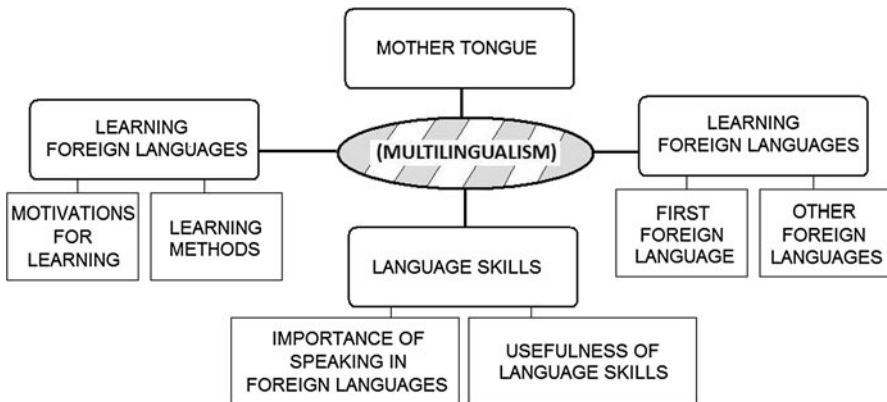 MOTHER TONGUE
LEARNING
FOREIGN LANGUAGES
(MULTILINGUALISM)
LEARNING
FOREIGN LANGUAGES
MOTIVATIONS
FOR
LEARNING
LEARNING
METHODS
FIRST
FOREIGN
LANGUAGE
OTHER
FOREIGN
LANGUAGES
LANGUAGE SKILLS
IMPORTANCE OF
SPEAKING IN
FOREIGN LANGUAGES
USEFULNESS OF
LANGUAGE SKILLS